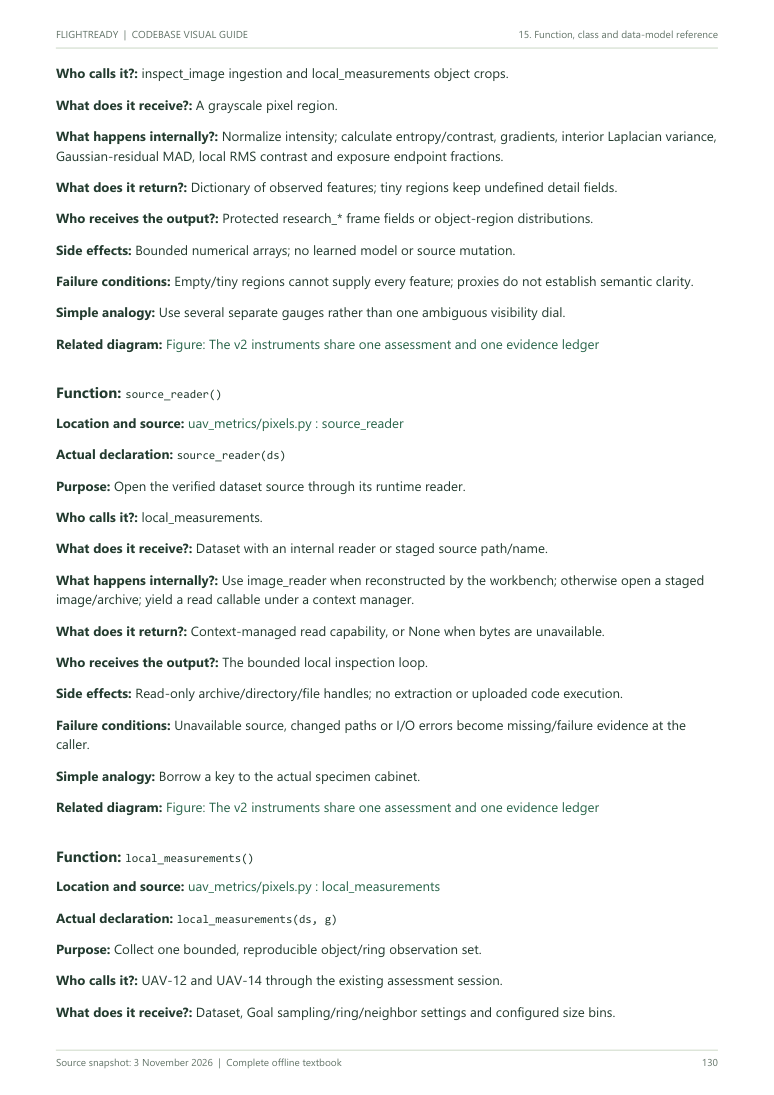 FLIGHTREADY | CODEBASE VISUAL GUIDE
15. Function, class and data-model reference
Who calls it?: inspect_image ingestion and local_measurements object crops.
What does it receive?: A grayscale pixel region.
What happens internally?: Normalize intensity; calculate entropy/contrast, gradients, interior Laplacian variance,
Gaussian-residual MAD, local RMS contrast and exposure endpoint fractions.
What does it return?: Dictionary of observed features; tiny regions keep undefined detail fields.
Who receives the output?: Protected research_* frame fields or object-region distributions.
Side effects: Bounded numerical arrays; no learned model or source mutation.
Failure conditions: Empty/tiny regions cannot supply every feature; proxies do not establish semantic clarity.
Simple analogy: Use several separate gauges rather than one ambiguous visibility dial.
Related diagram: Figure: The v2 instruments share one assessment and one evidence ledger
Function: source_reader()
Location and source: uav_metrics/pixels.py : source_reader
Actual declaration: source_reader(ds)
Purpose: Open the verified dataset source through its runtime reader.
Who calls it?: local_measurements.
What does it receive?: Dataset with an internal reader or staged source path/name.
What happens internally?: Use image_reader when reconstructed by the workbench; otherwise open a staged
image/archive; yield a read callable under a context manager.
What does it return?: Context-managed read capability, or None when bytes are unavailable.
Who receives the output?: The bounded local inspection loop.
Side effects: Read-only archive/directory/file handles; no extraction or uploaded code execution.
Failure conditions: Unavailable source, changed paths or I/O errors become missing/failure evidence at the
caller.
Simple analogy: Borrow a key to the actual specimen cabinet.
Related diagram: Figure: The v2 instruments share one assessment and one evidence ledger
Function: local_measurements()
Location and source: uav_metrics/pixels.py : local_measurements
Actual declaration: local_measurements(ds, g)
Purpose: Collect one bounded, reproducible object/ring observation set.
Who calls it?: UAV-12 and UAV-14 through the existing assessment session.
What does it receive?: Dataset, Goal sampling/ring/neighbor settings and configured size bins.
Source snapshot: 3 November 2026 | Complete offline textbook
130